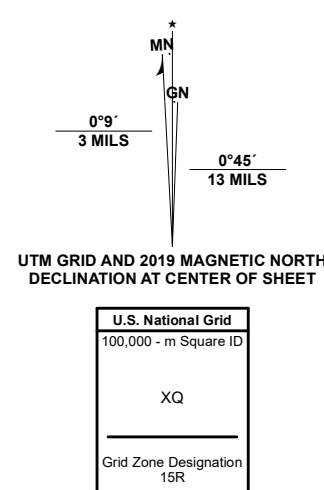 ★
MN
GN
0°9´
3 MILS
0°45´
13 MILS
UTM GRID AND 2019 MAGNETIC NORTH
DECLINATION AT CENTER OF SHEET
U.S. National Grid
100,000 - m Square ID
XQ
Grid Zone Designation
15R